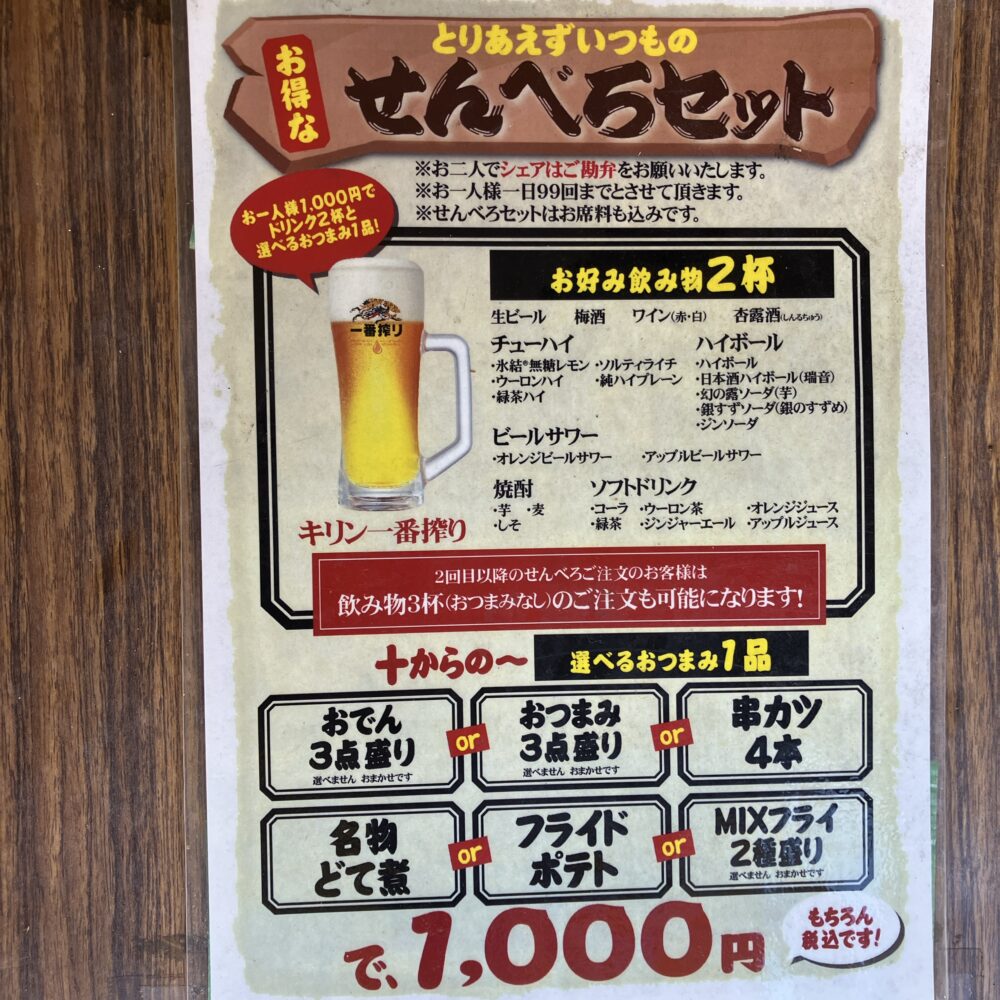 お得な
とりあえずいつもの
せんべろセット
※お二人でシェアはご勘弁をお願いいたします。
※お一人様一日99回までとさせて頂きます。
※せんべろセットはお席料も込みです。
お一人様1,000円で
ドリンク2杯と
選べるおつまみ1品!
お好み飲み物2杯
生ビール 梅酒 ワイン(赤・白) 杏露酒(しんるちゅう)
チューハイ
・氷結®無糖レモン ・ソルティライチ
・ウーロンハイ ・純ハイプレーン
・緑茶ハイ
ハイボール
・ハイボール
・日本酒ハイボール(瑞音)
・幻の露ソーダ(芋)
・銀すずソーダ(銀のすずめ)
・ジンソーダ
ビールサワー
・オレンジビールサワー ・アップルビールサワー
焼酎
・芋 ・麦
・しそ
ソフトドリンク
・コーラ ・ウーロン茶 ・オレンジジュース
・緑茶 ・ジンジャーエール ・アップルジュース
一番搾り
キリン一番搾り
2回目以降のせんべろご注文のお客様は
飲み物3杯(おつまみなし)のご注文も可能になります!
十からの〜
選べるおつまみ1品
おでん
3点盛り
選べません おまかせです
or
おつまみ
3点盛り
選べません おまかせです
or
串カツ
4本
名物
どて煮
or
フライド
ポテト
or
MIXフライ
2種盛り
選べません おまかせです
で、1,000円
もちろん
税込です!